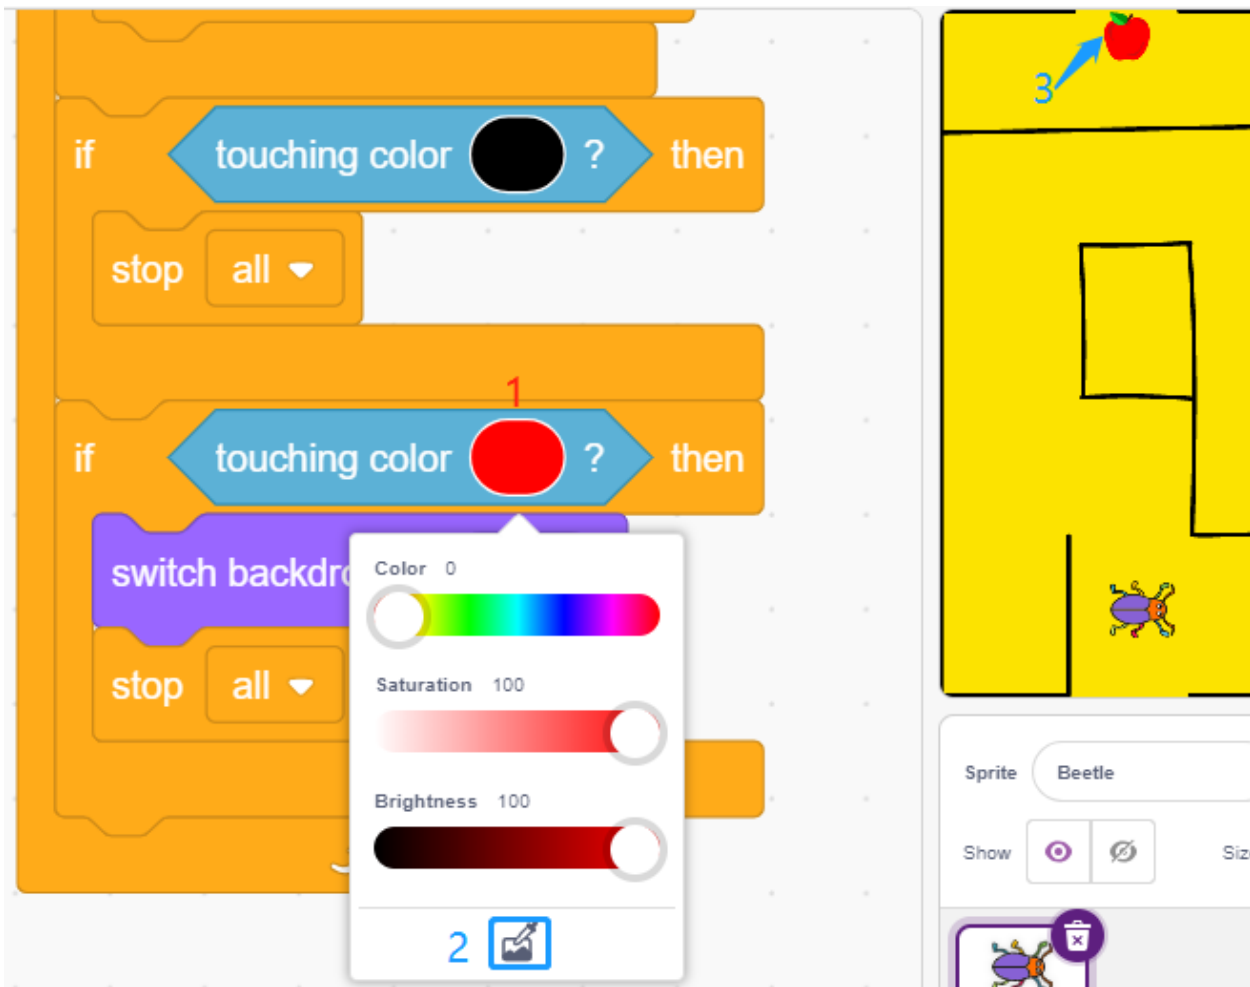 3
if touching color ? then
stop all
1
if touching color ? then
switch backdro
Color 0
stop all
Saturation 100
Brightness 100
2
Sprite Beetle
Show Siz